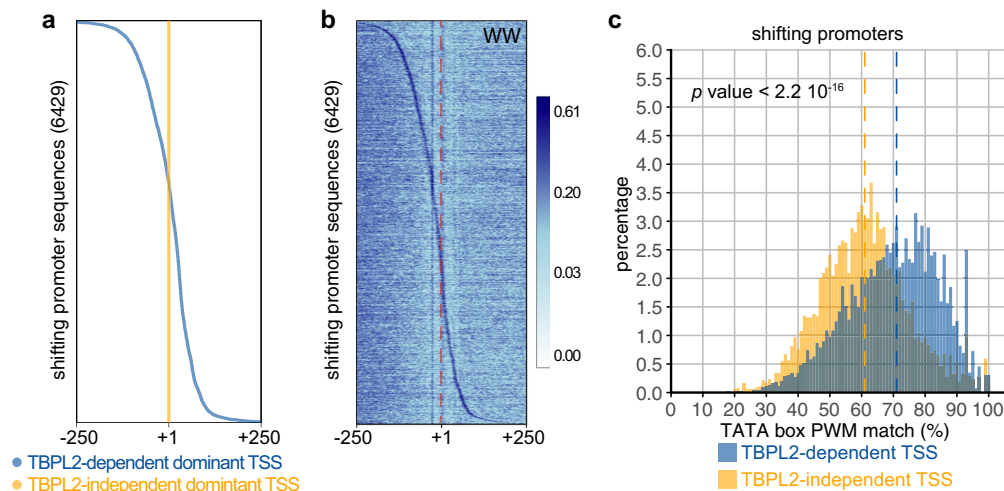 a
shifting promoter sequences (6429)
-250
+1
+250
TBPL2-dependent dominant TSS
TBPL2-independent dominant TSS
b
WW
shifting promoter sequences (6429)
0.61
0.20
0.03
0.00
-250
+1
+250
c
shifting promoters
p value < 2.2 10-16
percentage
6.0
5.5
5.0
4.5
4.0
3.5
3.0
2.5
2.0
1.5
1.0
0.5
0.0
0 10 20 30 40 50 60 70 80 90 100
TATA box PWM match (%)
TBPL2-dependent TSS
TBPL2-independent TSS